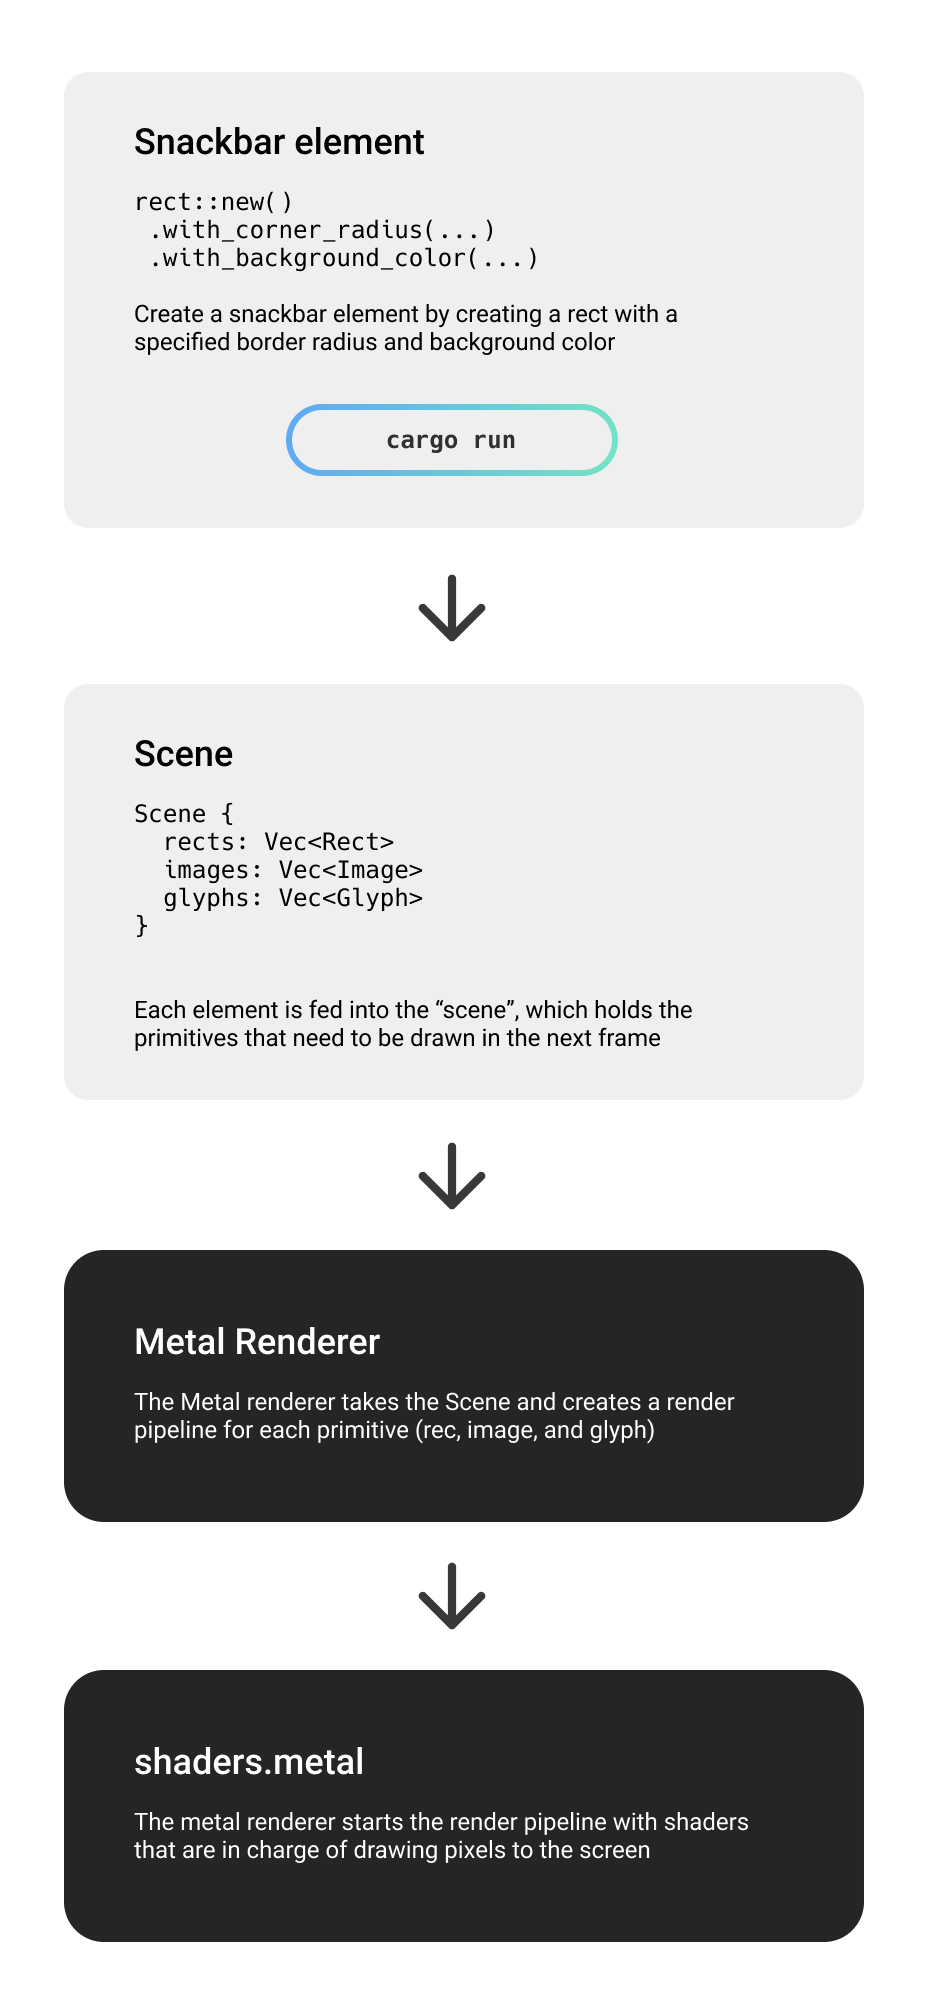 Snackbar element
rect::new()
 .with_corner_radius(...)
 .with_background_color(...)
Create a snackbar element by creating a rect with a
specified border radius and background color
cargo run
Scene
Scene {
  rects: Vec<Rect>
  images: Vec<Image>
  glyphs: Vec<Glyph>
}
Each element is fed into the “scene”, which holds the
primitives that need to be drawn in the next frame
Metal Renderer
The Metal renderer takes the Scene and creates a render
pipeline for each primitive (rec, image, and glyph)
shaders.metal
The metal renderer starts the render pipeline with shaders
that are in charge of drawing pixels to the screen